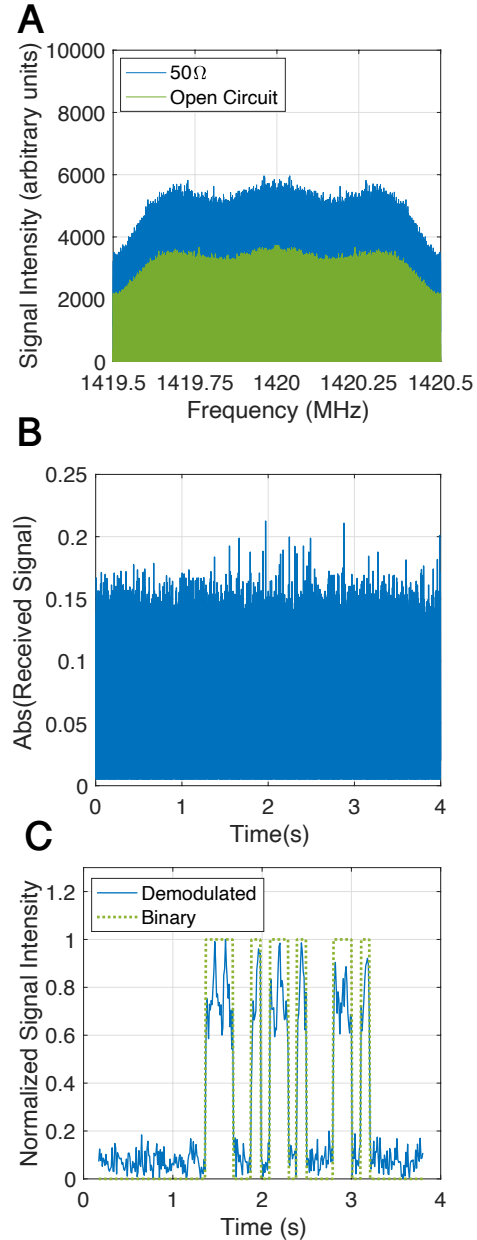 A
Signal Intensity (arbitrary units)
10000
8000
6000
4000
2000
0
50Ω
Open Circuit
1419.5 1419.75 1420 1420.25 1420.5
Frequency (MHz)
B
Abs(Received Signal)
0.25
0.2
0.15
0.1
0.05
0
0 1 2 3 4
Time(s)
C
Normalized Signal Intensity
1.2
1
0.8
0.6
0.4
0.2
0
Demodulated
Binary
0 1 2 3 4
Time (s)